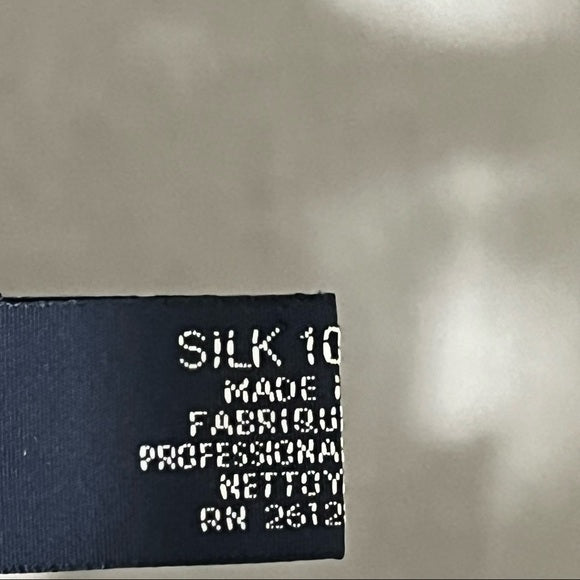 SILK 10
MADE I
FABRIQU
PROFESSIONA
NETTOY
RN 2612